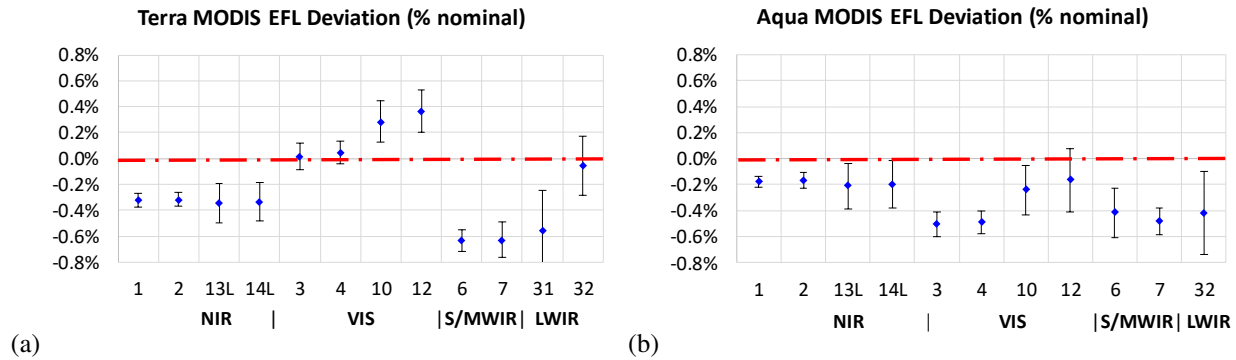 Terra MODIS EFL Deviation (% nominal)
0.8%
0.6%
0.4%
0.2%
0.0%
-0.2%
-0.4%
-0.6%
-0.8%
1 2 13L 14L 3 4 10 12 6 7 31 32
NIR | VIS |S/MWIR| LWIR
(a)
Aqua MODIS EFL Deviation (% nominal)
0.8%
0.6%
0.4%
0.2%
0.0%
-0.2%
-0.4%
-0.6%
-0.8%
1 2 13L 14L 3 4 10 12 6 7 32
NIR | VIS |S/MWIR| LWIR
(b)